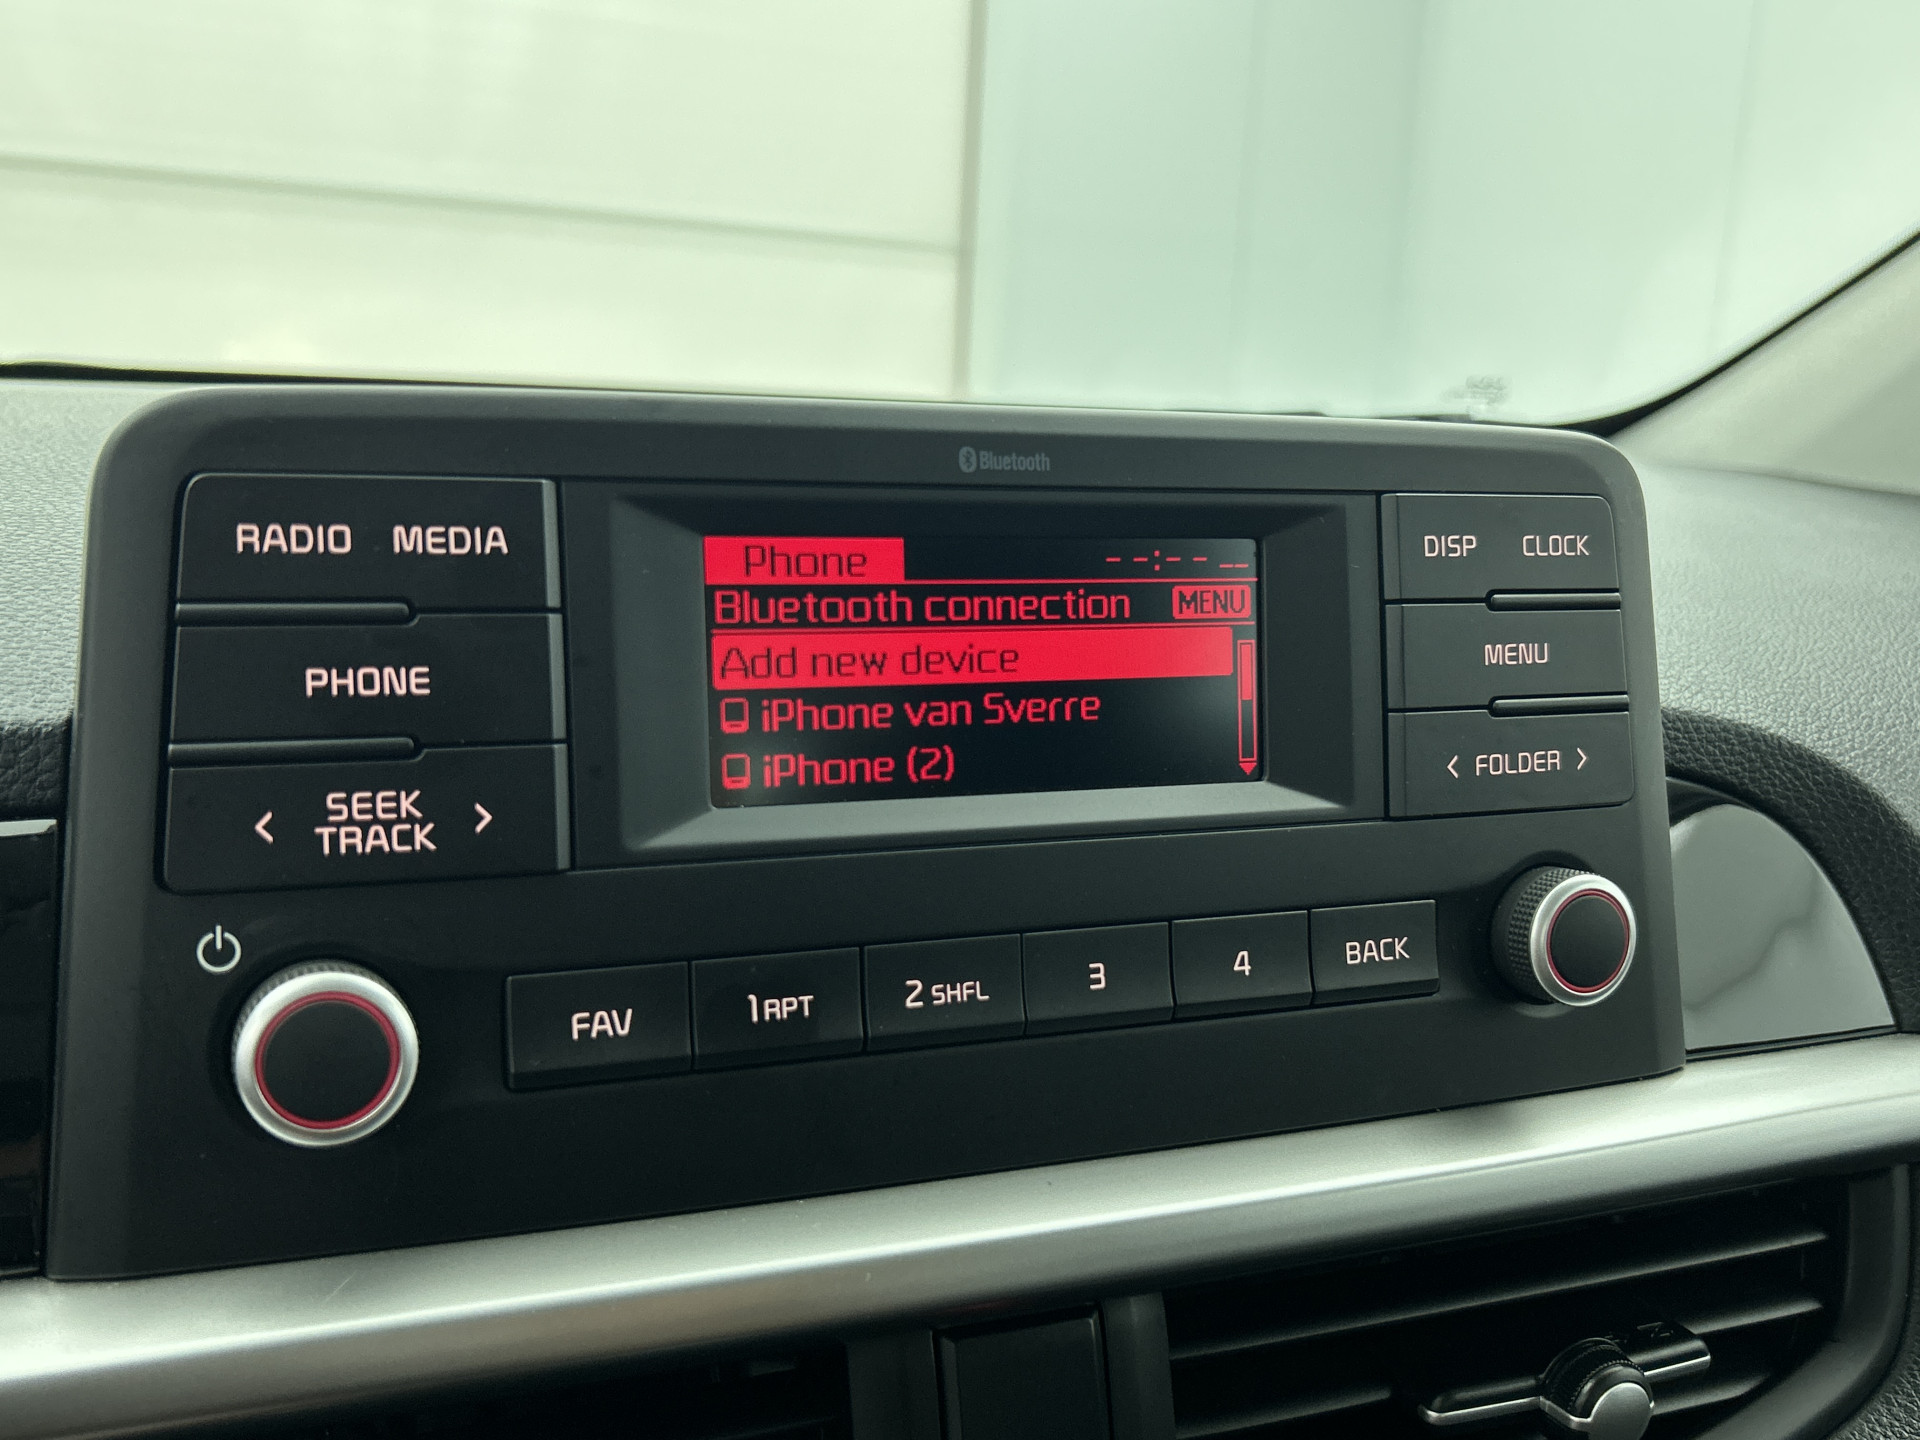 Bluetooth
RADIO MEDIA
PHONE
< SEEK TRACK >
Phone --:-- --
Bluetooth connection MENU
Add new device
iPhone van Sverre
iPhone (2)
DISP CLOCK
MENU
< FOLDER >
FAV 1 RPT 2 SHFL 3 4 BACK